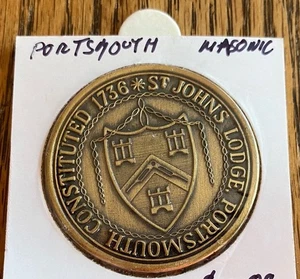 PORTSMOUTH MASONIC
CONSTITUTED 1736 * ST JOHNS LODGE PORTSMOUTH